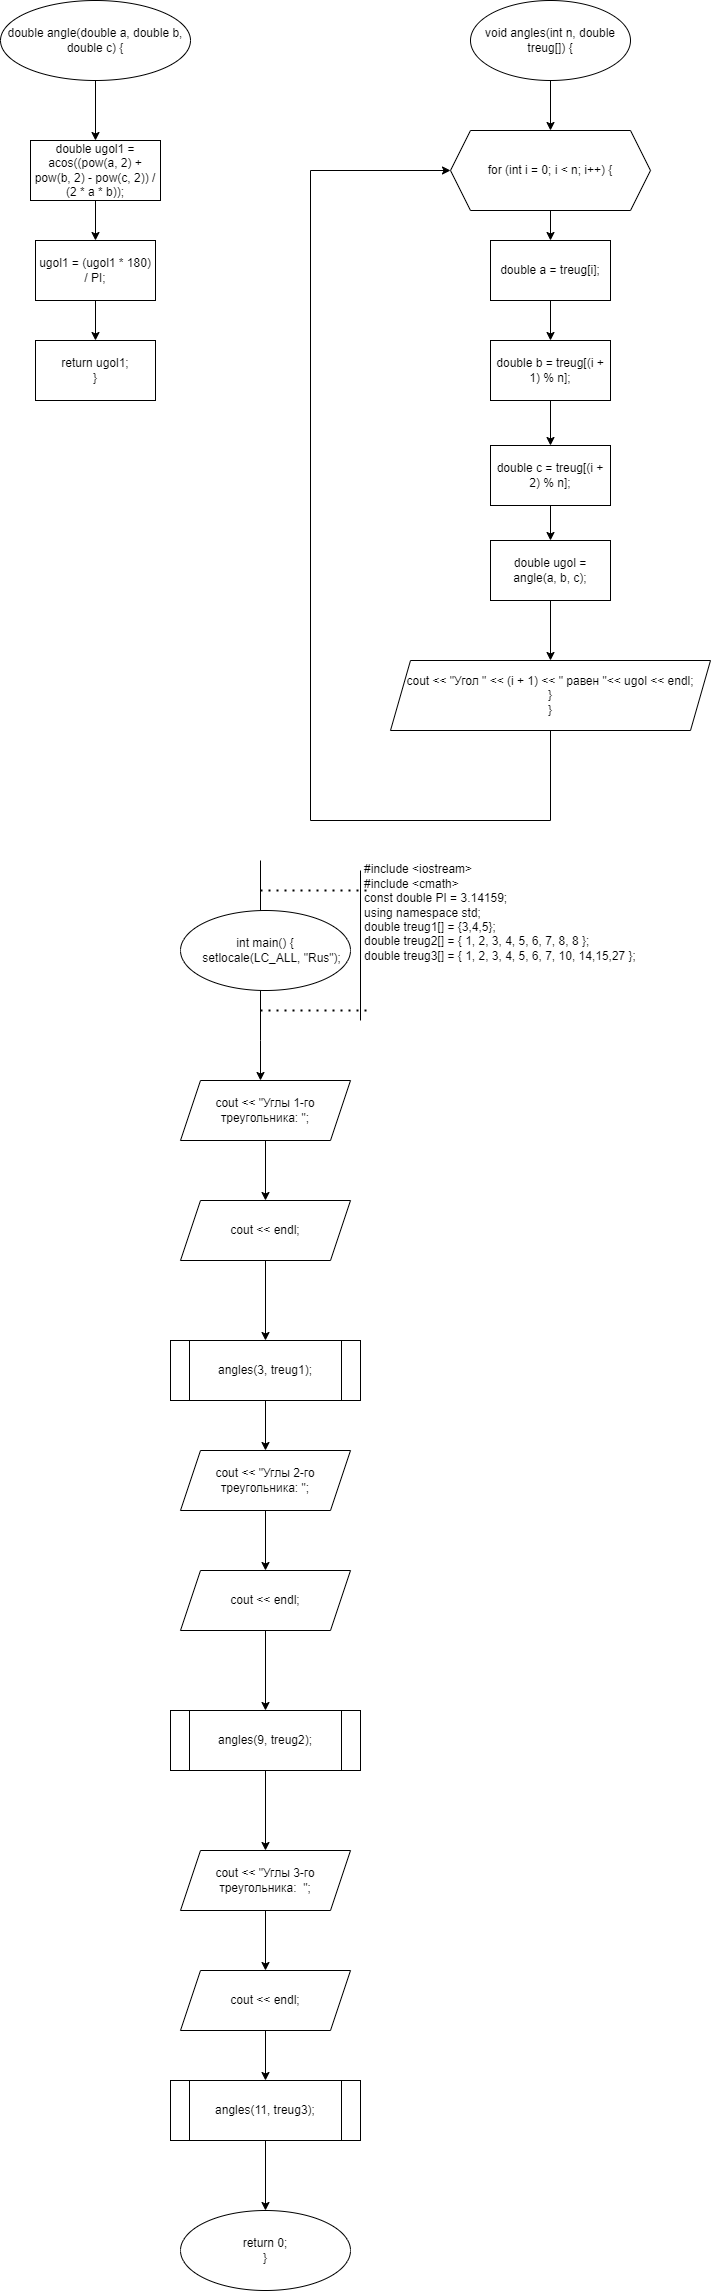 double angle(double a, double b,
double c) {
double ugol1 =
acos((pow(a, 2) +
pow(b, 2) - pow(c, 2)) /
(2 * a * b));
ugol1 = (ugol1 * 180)
/ PI;
return ugol1;
}
void angles(int n, double
treug[]) {
for (int i = 0; i < n; i++) {
double a = treug[i];
double b = treug[(i +
1) % n];
double c = treug[(i +
2) % n];
double ugol =
angle(a, b, c);
cout << "Угол " << (i + 1) << " равен "<< ugol << endl;
}
}
#include <iostream>
#include <cmath>
const double PI = 3.14159;
using namespace std;
double treug1[] = {3,4,5};
double treug2[] = { 1, 2, 3, 4, 5, 6, 7, 8, 8 };
double treug3[] = { 1, 2, 3, 4, 5, 6, 7, 10, 14,15,27 };
int main() {
setlocale(LC_ALL, "Rus");
cout << "Углы 1-го
треугольника: ";
cout << endl;
angles(3, treug1);
cout << "Углы 2-го
треугольника: ";
cout << endl;
angles(9, treug2);
cout << "Углы 3-го
треугольника:  ";
cout << endl;
angles(11, treug3);
return 0;
}